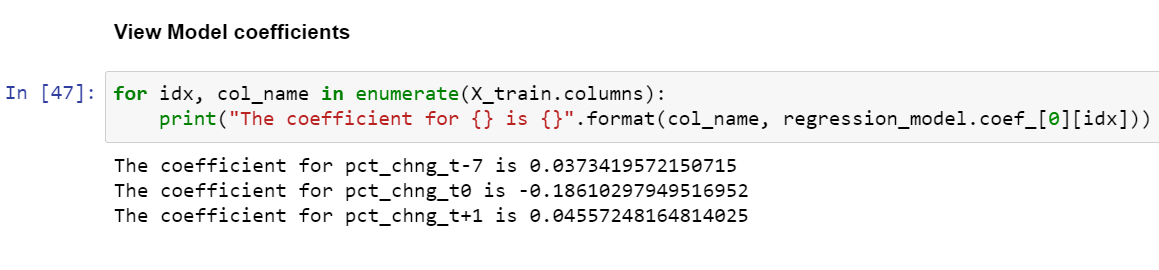 View Model coefficients
In [47]: for idx, col_name in enumerate(X_train.columns):
print("The coefficient for {} is {}".format(col_name, regression_model.coef_[0][idx]))
The coefficient for pct_chng_t-7 is 0.0373419572150715
The coefficient for pct_chng_t0 is -0.18610297949516952
The coefficient for pct_chng_t+1 is 0.04557248164814025